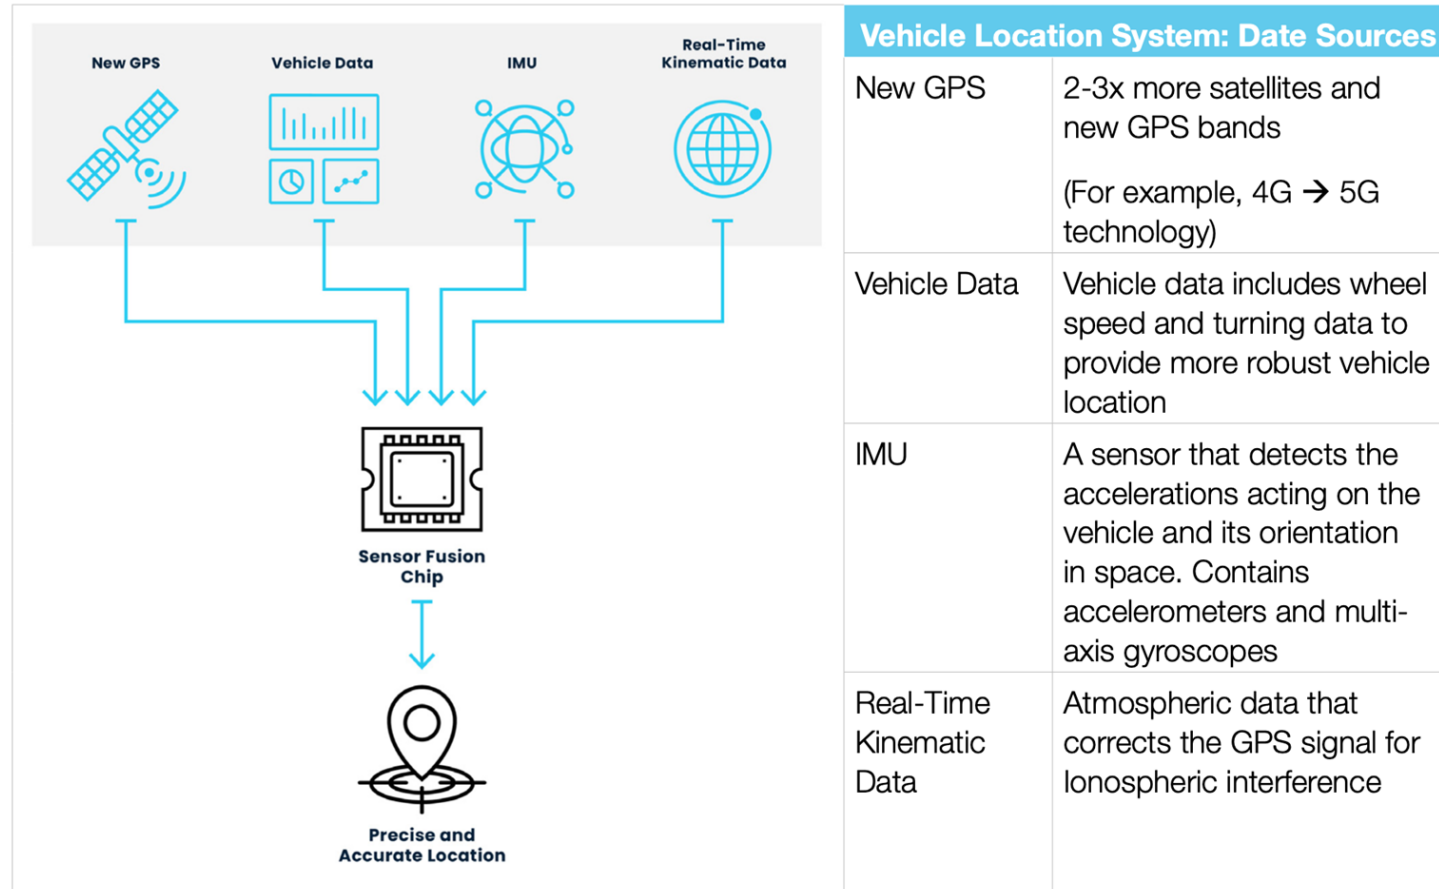 New GPS
Vehicle Data
IMU
Real-Time
Kinematic Data
Sensor Fusion
Chip
Precise and
Accurate Location
Vehicle Location System: Date Sources
New GPS
2-3x more satellites and
new GPS bands
(For example, 4G → 5G
technology)
Vehicle Data
Vehicle data includes wheel
speed and turning data to
provide more robust vehicle
location
IMU
A sensor that detects the
accelerations acting on the
vehicle and its orientation
in space. Contains
accelerometers and multi-
axis gyroscopes
Real-Time
Kinematic
Data
Atmospheric data that
corrects the GPS signal for
Ionospheric interference